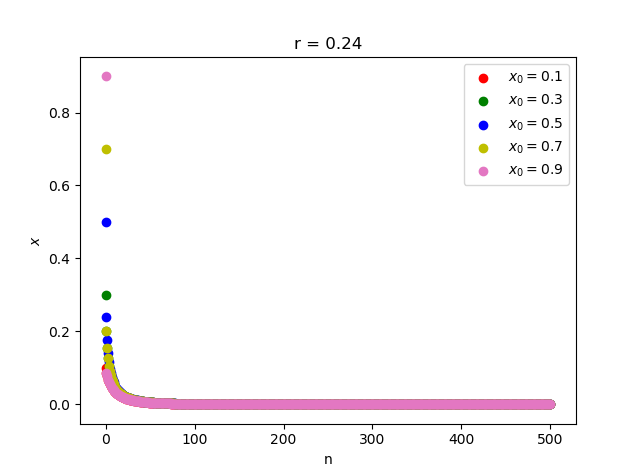 r = 0.24
x₀ = 0.1
x₀ = 0.3
x₀ = 0.5
x₀ = 0.7
x₀ = 0.9
0.8
0.6
x
0.4
0.2
0.0
0 100 200 300 400 500
n